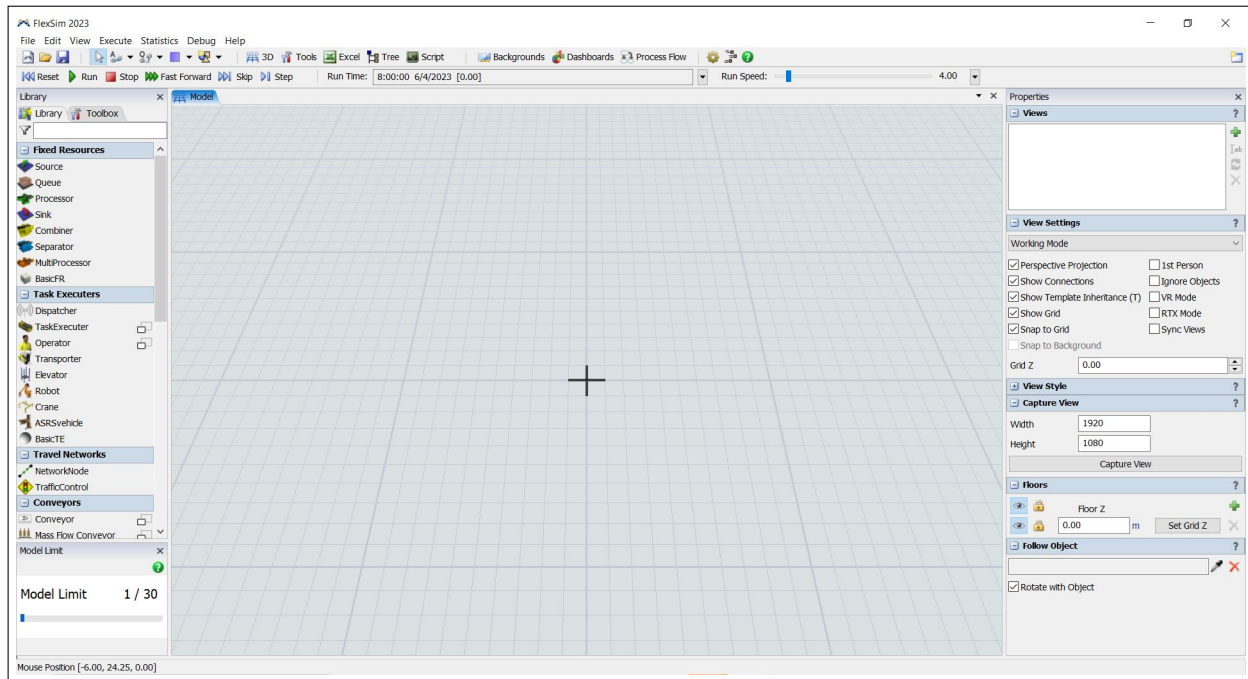 FlexSim 2023
File Edit View Execute Statistics Debug Help
3D Tools Excel Tree Script Backgrounds Dashboards Process Flow
Reset Run Stop Fast Forward Skip Step Run Time: 8:00:00 6/4/2023 [0.00] Run Speed: 4.00
Library
Library Toolbox
Fixed Resources
Source
Queue
Processor
Sink
Combiner
Separator
MultiProcessor
BasicFR
Task Executers
Dispatcher
TaskExecuter
Operator
Transporter
Elevator
Robot
Crane
ASRSvehicle
BasicTE
Travel Networks
NetworkNode
TrafficControl
Conveyors
Conveyor
Mass Flow Conveyor
Model Limit
Model Limit 1 / 30
Mouse Position [-6.00, 24.25, 0.00]
Model
Properties
Views
View Settings
Working Mode
Perspective Projection 1st Person
Show Connections Ignore Objects
Show Template Inheritance (T) VR Mode
Show Grid RTX Mode
Snap to Grid Sync Views
Snap to Background
Grid Z 0.00
View Style
Capture View
Width 1920
Height 1080
Capture View
Floors
Floor Z
0.00 m Set Grid Z
Follow Object
Rotate with Object